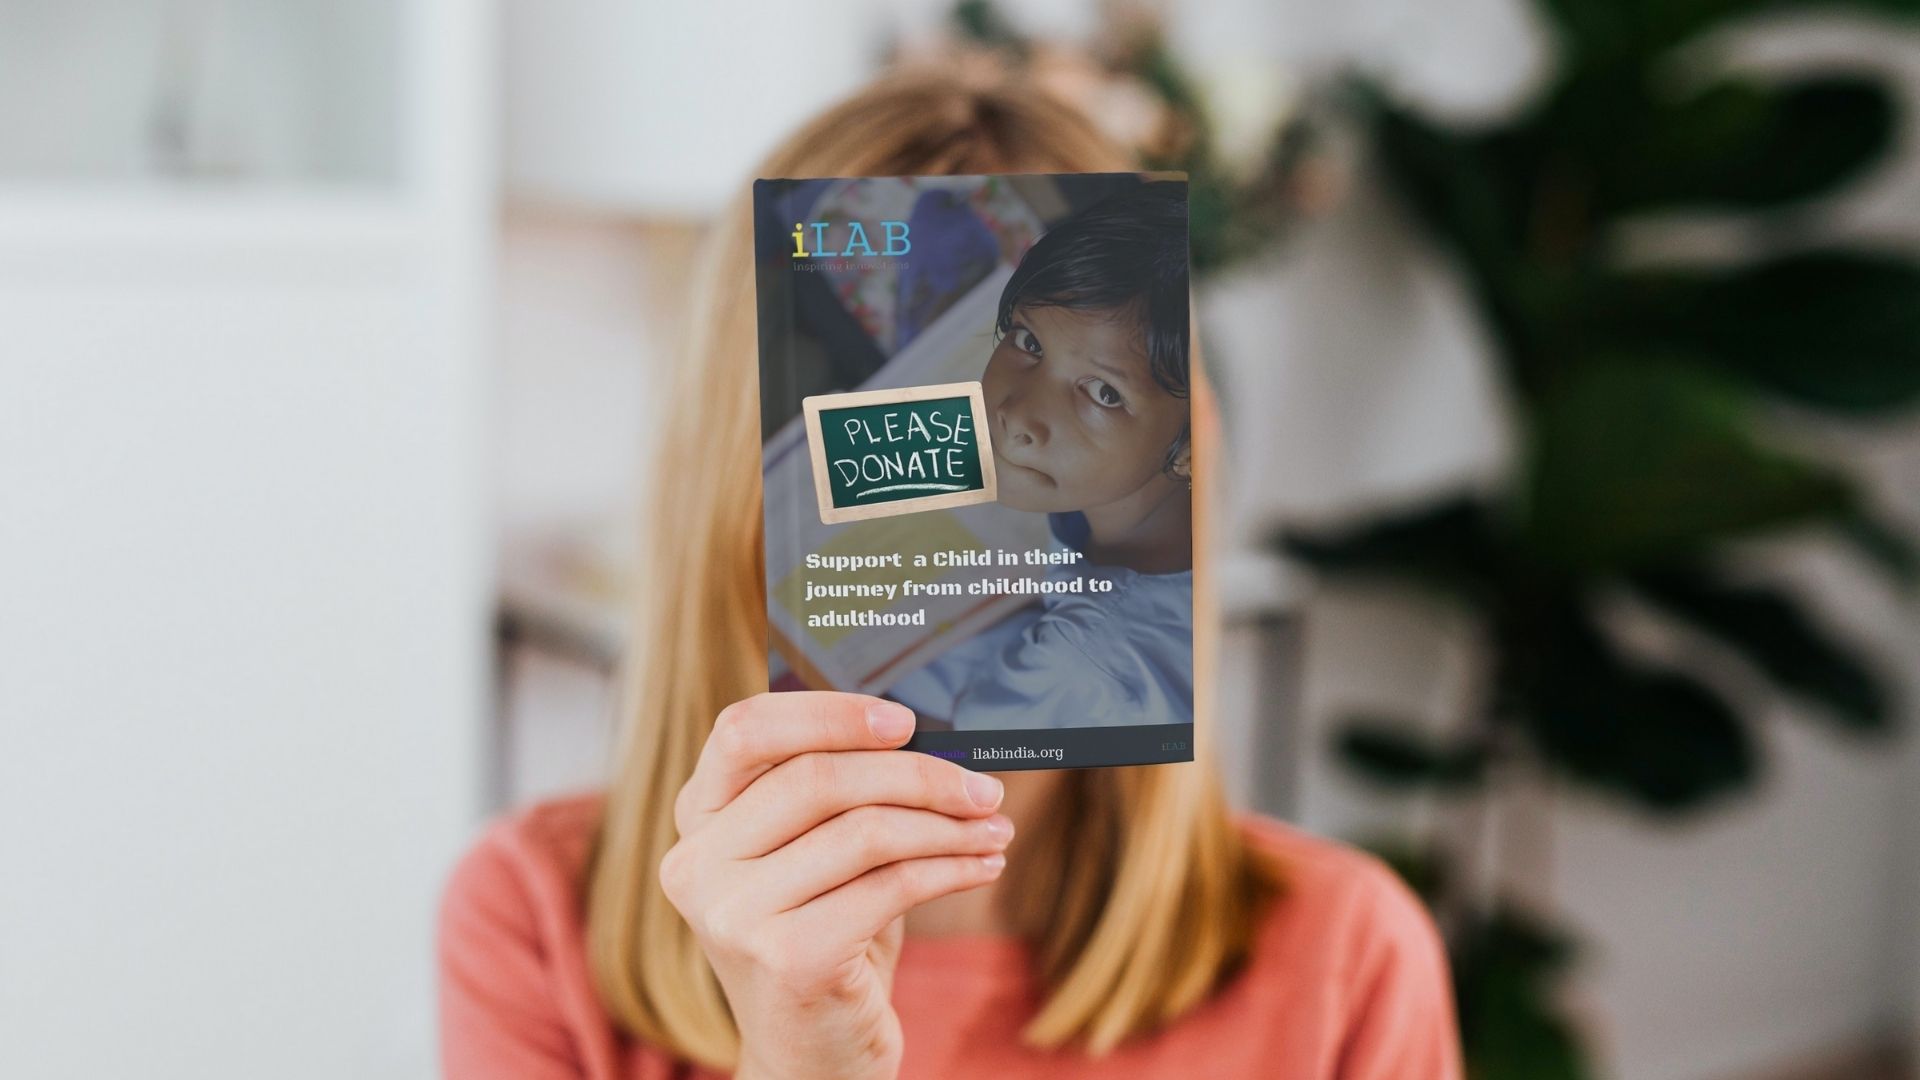 iLAB
Inspiring Innovations
PLEASE
DONATE
Support a Child in their
journey from childhood to
adulthood
Details ilabindia.org
iLAB